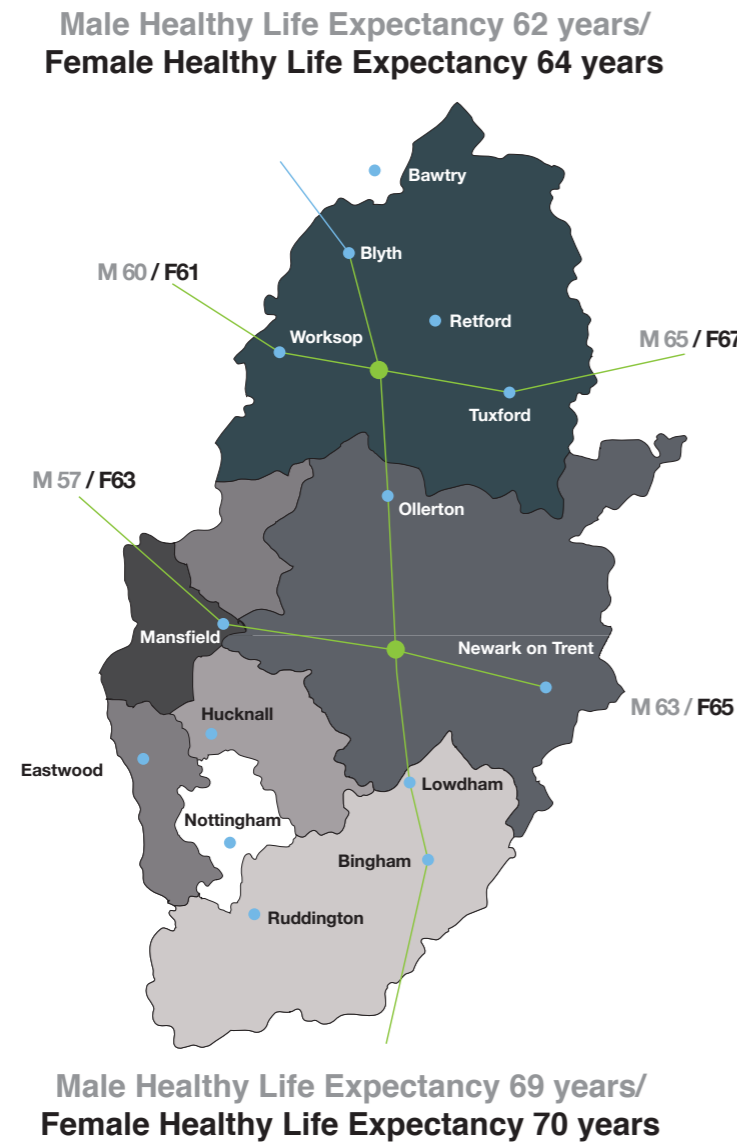 Male Healthy Life Expectancy 62 years/
Female Healthy Life Expectancy 64 years
Bawtry
Blyth
M 60 / F61
Retford
Worksop
M 65 / F67
Tuxford
M 57 / F63
Ollerton
Mansfield
Newark on Trent
M 63 / F65
Hucknall
Eastwood
Lowdham
Nottingham
Bingham
Ruddington
Male Healthy Life Expectancy 69 years/
Female Healthy Life Expectancy 70 years